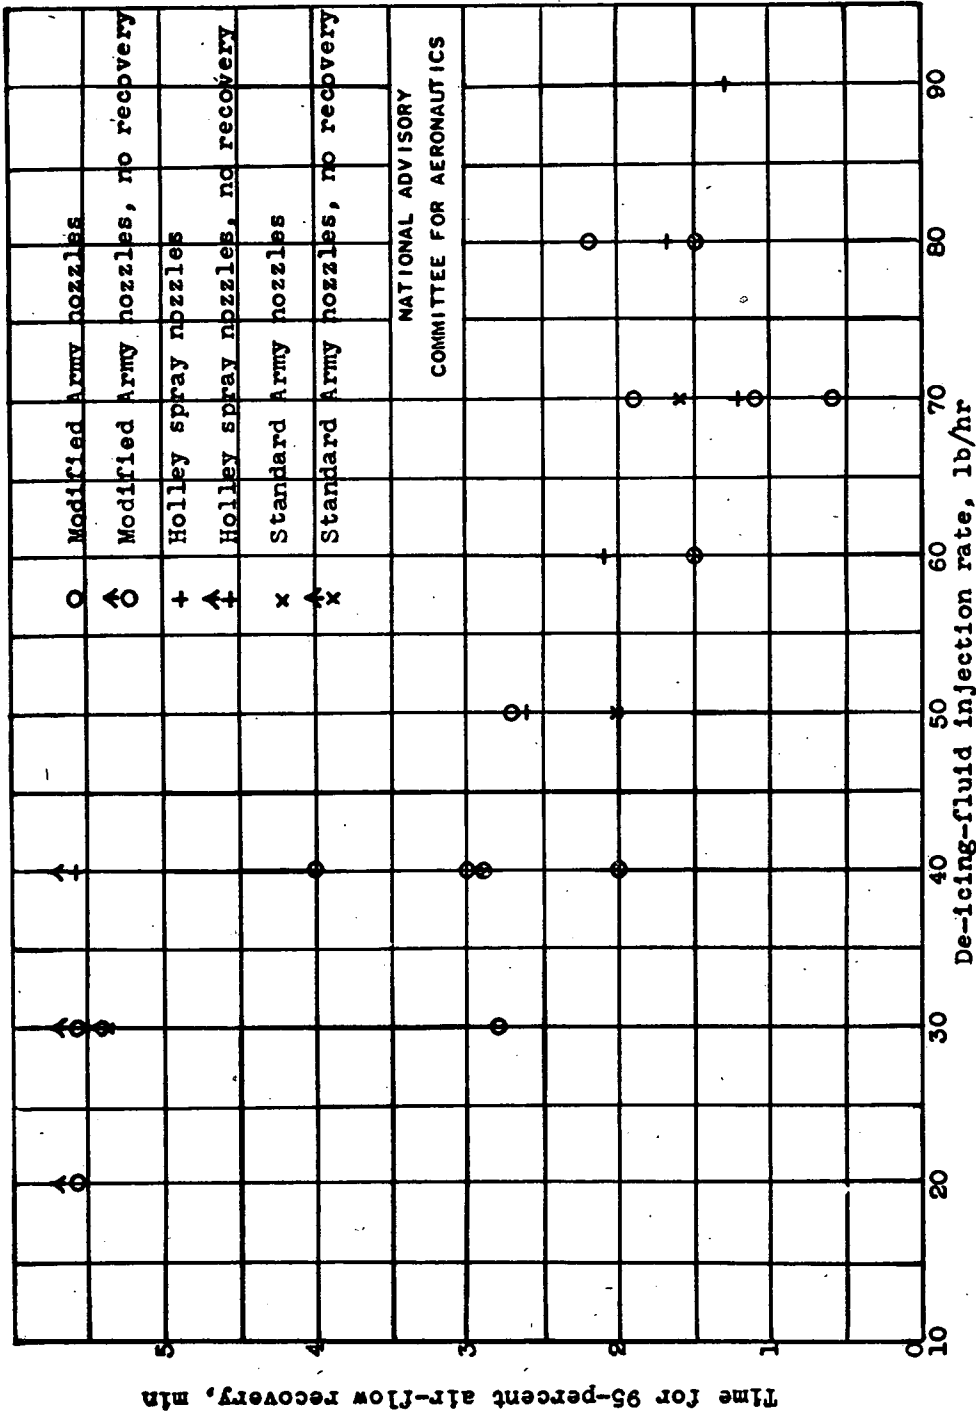 Modified Army nozzles
Modified Army nozzles, no recovery
Holley spray nozzles
Holley spray nozzles, no recovery
Standard Army nozzles
Standard Army nozzles, no recovery
NATIONAL ADVISORY
COMMITTEE FOR AERONAUTICS
Time for 95-percent air-flow recovery, min
5
4
3
2
1
0
10
20
30
40
50
60
70
80
90
De-icing-fluid injection rate, lb/hr